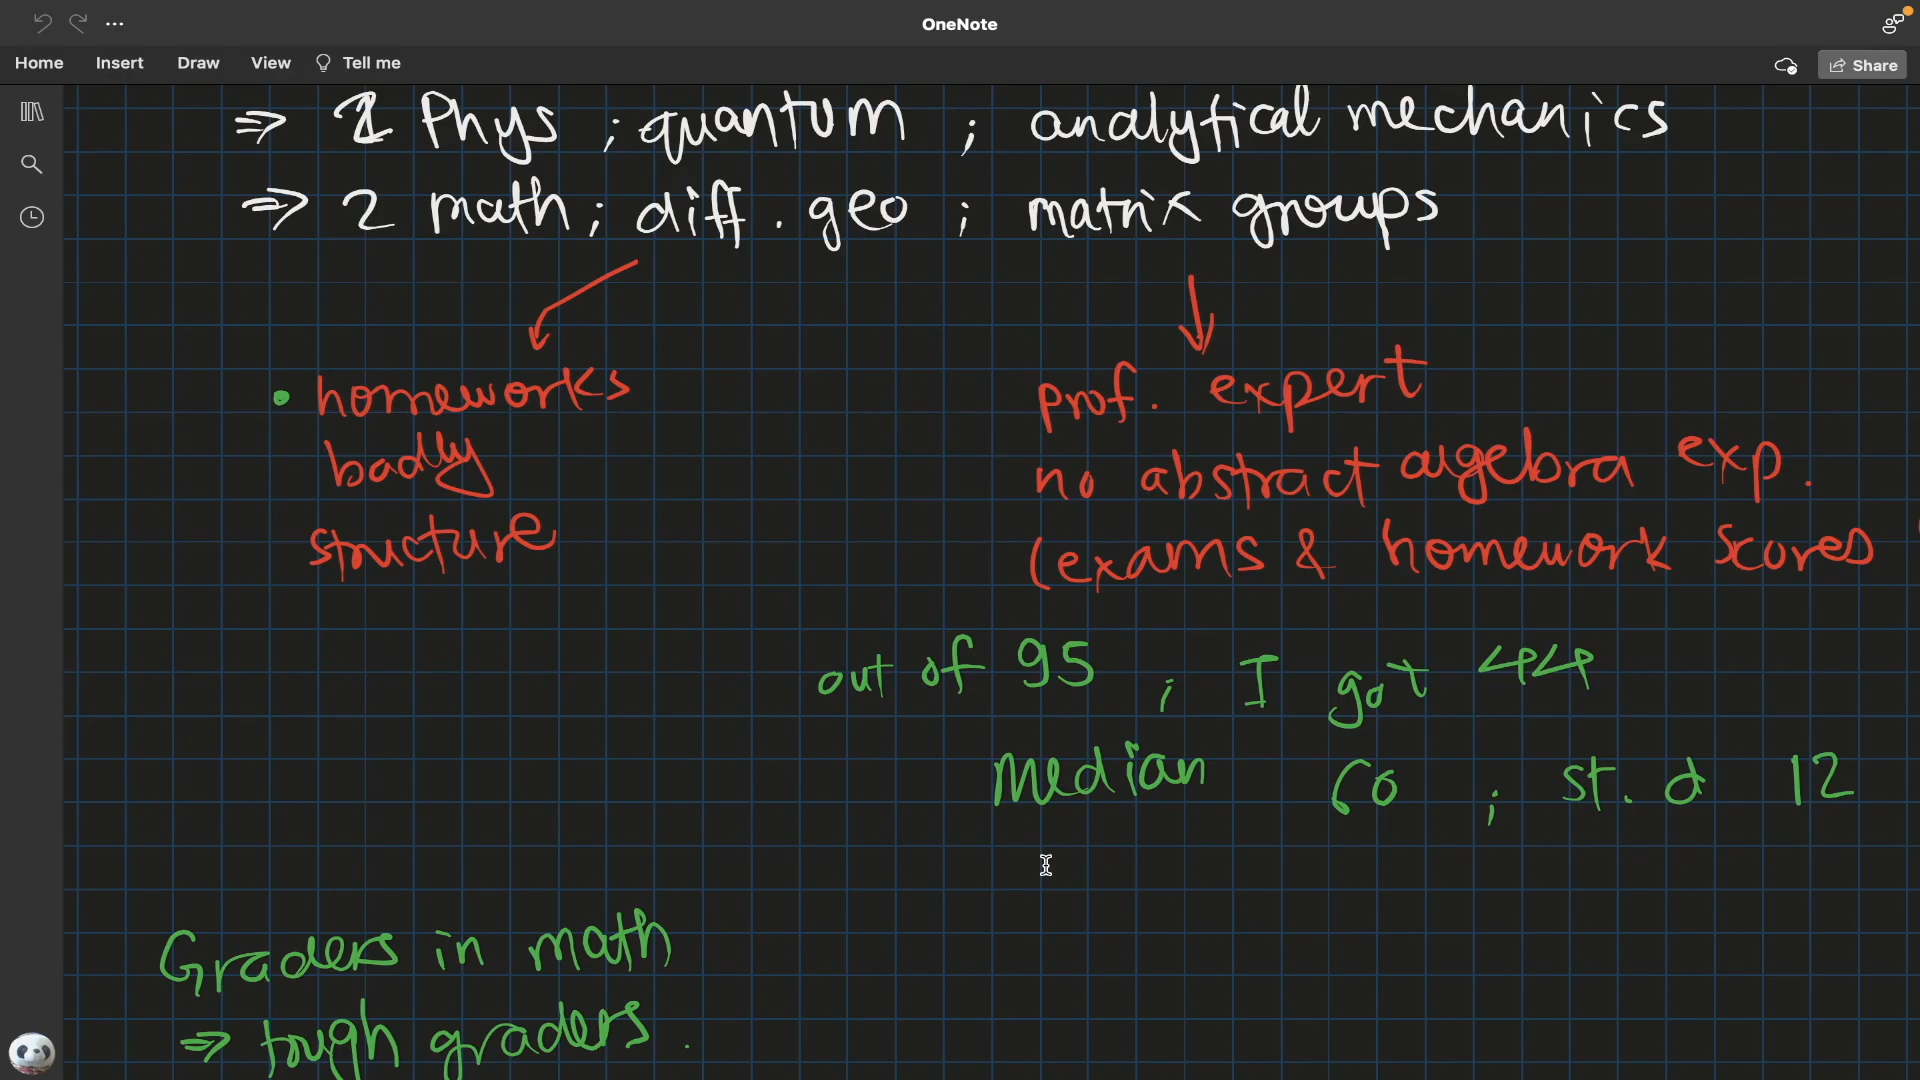 OneNote
Home Insert Draw View Tell me Share
⇒ 1 Phys ; quantum ; analytical mechanics
⇒ 2 math ; diff. geo ; matrix groups
• homeworks
badly
structure
prof. expert
no abstract algebra exp.
(exams & homework scores
out of 95 ; I got 44
Median 60 ; st. d 12
Graders in math
⇒ tough graders.